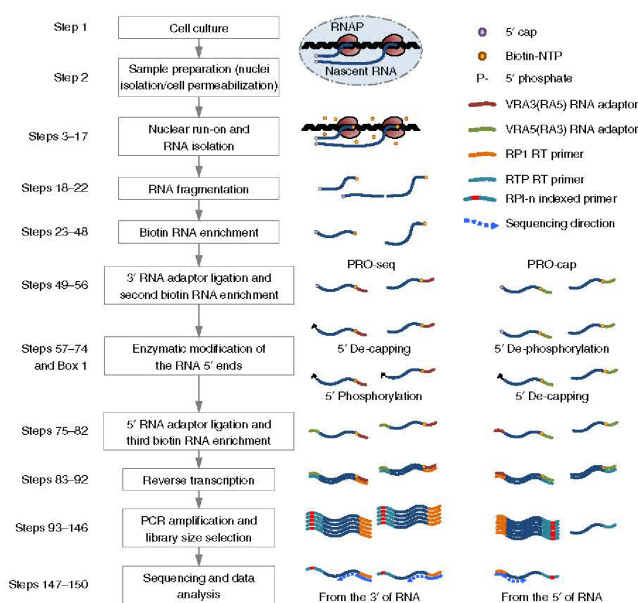 Step 1
Cell culture
RNAP
Nascent RNA
Step 2
Sample preparation (nuclei
isolation/cell permeabilization)
Steps 3–17
Nuclear run-on and
RNA isolation
Steps 18–22
RNA fragmentation
Steps 23–48
Biotin RNA enrichment
PRO-seq
PRO-cap
Steps 49–56
3′ RNA adaptor ligation and
second biotin RNA enrichment
Steps 57–74
and Box 1
Enzymatic modification of
the RNA 5′ ends
5′ De-capping
5′ De-phosphorylation
5′ Phosphorylation
5′ De-capping
Steps 75–82
5′ RNA adaptor ligation and
third biotin RNA enrichment
Steps 83–92
Reverse transcription
Steps 93–146
PCR amplification and
library size selection
Steps 147–150
Sequencing and data
analysis
From the 3′ of RNA
From the 5′ of RNA
5′ cap
Biotin-NTP
P- 5′ phosphate
VRA3(RA5) RNA adaptor
VRA5(RA3) RNA adaptor
RP1 RT primer
RTP RT primer
RPI-n indexed primer
Sequencing direction